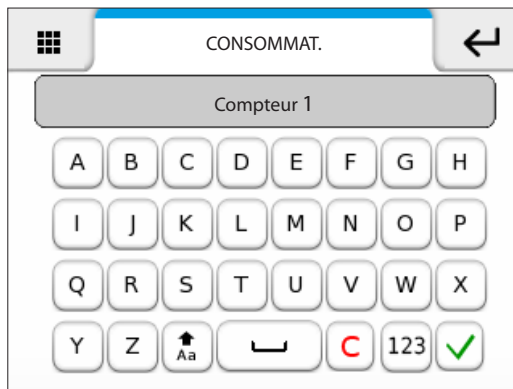 CONSOMMAT.
Compteur 1
A B C D E F G H
I J K L M N O P
Q R S T U V W X
Y Z Aa C 123